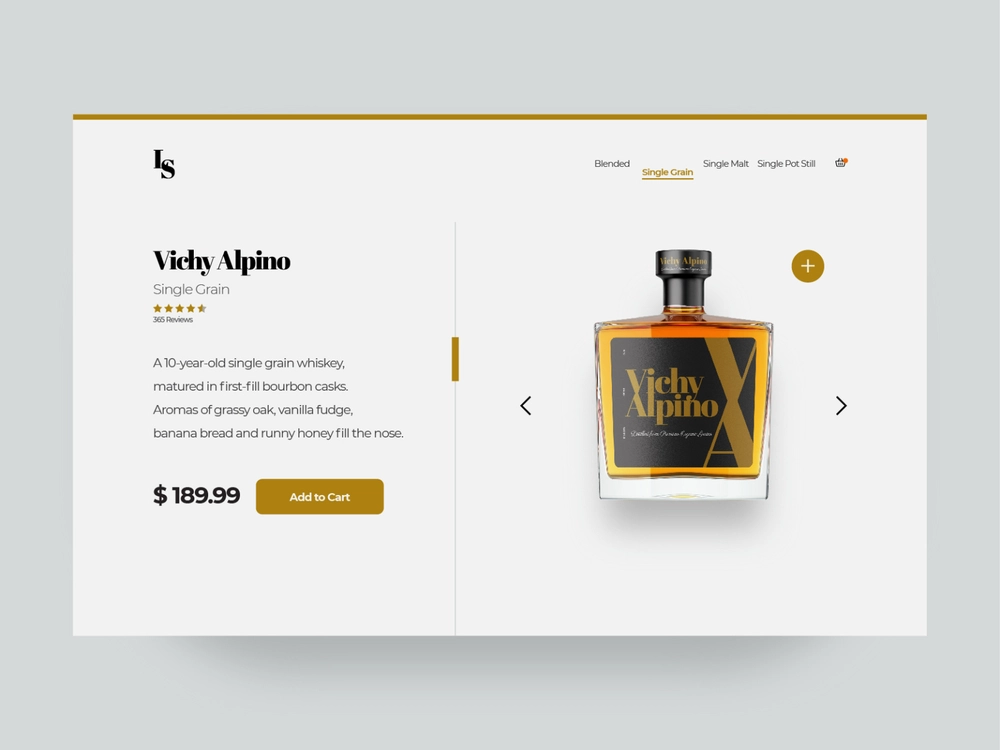 LS
Blended
Single Grain
Single Malt
Single Pot Still
Vichy Alpino
Single Grain
365 Reviews
A 10-year-old single grain whiskey,
matured in first-fill bourbon casks.
Aromas of grassy oak, vanilla fudge,
banana bread and runny honey fill the nose.
$ 189.99
Add to Cart
Vichy Alpino
Vichy
Alpino
XA